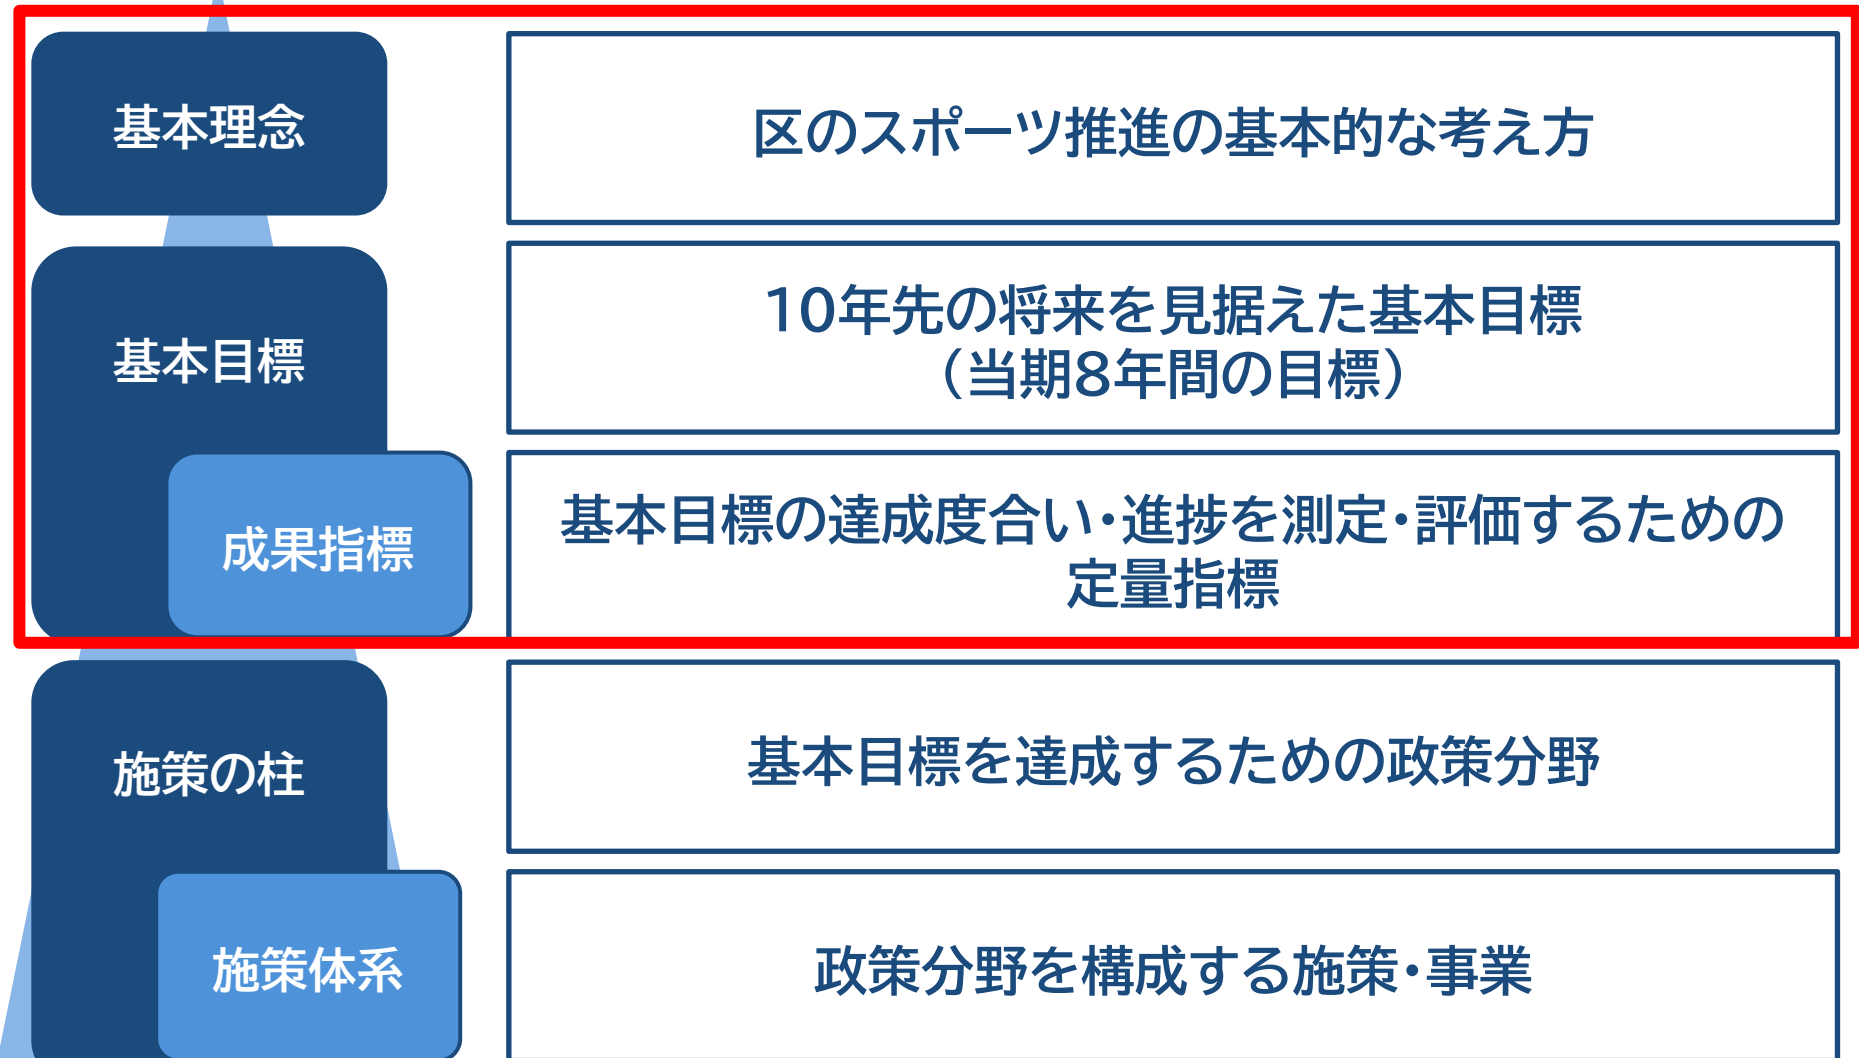 基本理念
区のスポーツ推進の基本的な考え方
基本目標
10年先の将来を見据えた基本目標
（当期8年間の目標）
成果指標
基本目標の達成度合い・進捗を測定・評価するための
定量指標
施策の柱
基本目標を達成するための政策分野
施策体系
政策分野を構成する施策・事業